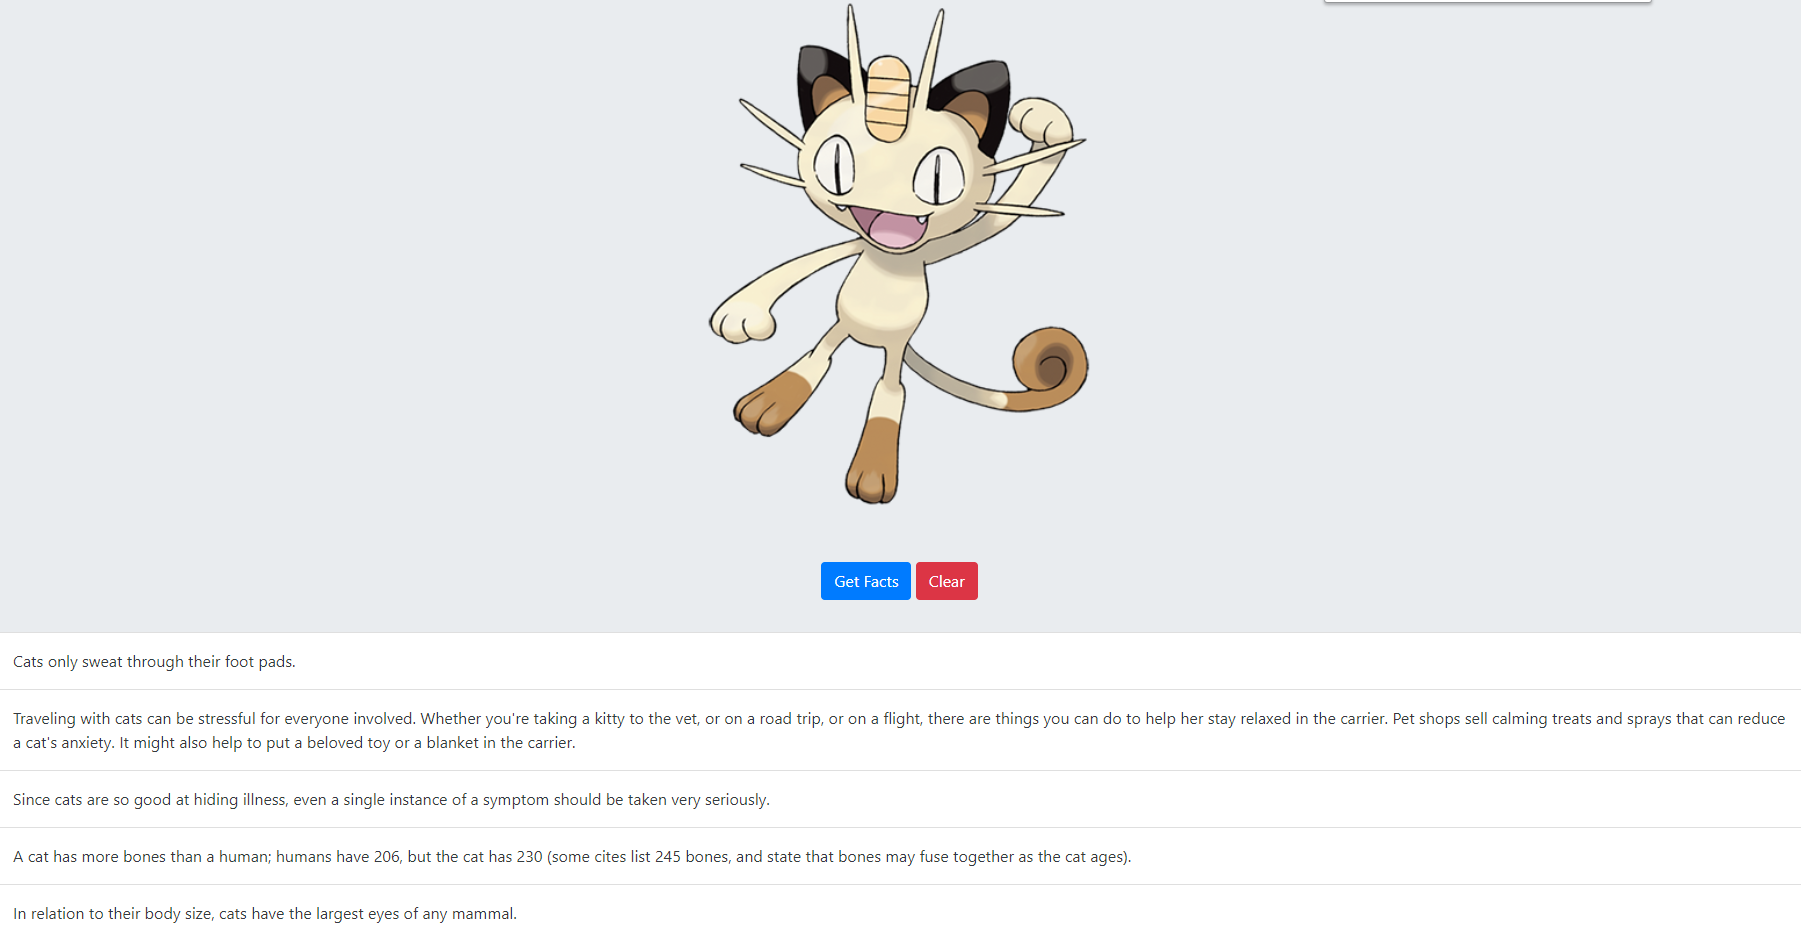 Get Facts
Clear
Cats only sweat through their foot pads.
Traveling with cats can be stressful for everyone involved. Whether you're taking a kitty to the vet, or on a road trip, or on a flight, there are things you can do to help her stay relaxed in the carrier. Pet shops sell calming treats and sprays that can reduce
a cat's anxiety. It might also help to put a beloved toy or a blanket in the carrier.
Since cats are so good at hiding illness, even a single instance of a symptom should be taken very seriously.
A cat has more bones than a human; humans have 206, but the cat has 230 (some cites list 245 bones, and state that bones may fuse together as the cat ages).
In relation to their body size, cats have the largest eyes of any mammal.